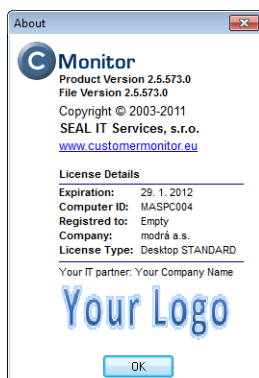 About
C Monitor
Product Version 2.5.573.0
File Version 2.5.573.0
Copyright © 2003-2011
SEAL IT Services, s.r.o.
www.customermonitor.eu
License Details
Expiration: 29. 1. 2012
Computer ID: MASPC004
Registred to: Empty
Company: modrá a.s.
License Type: Desktop STANDARD
Your IT partner: Your Company Name
Your Logo
OK